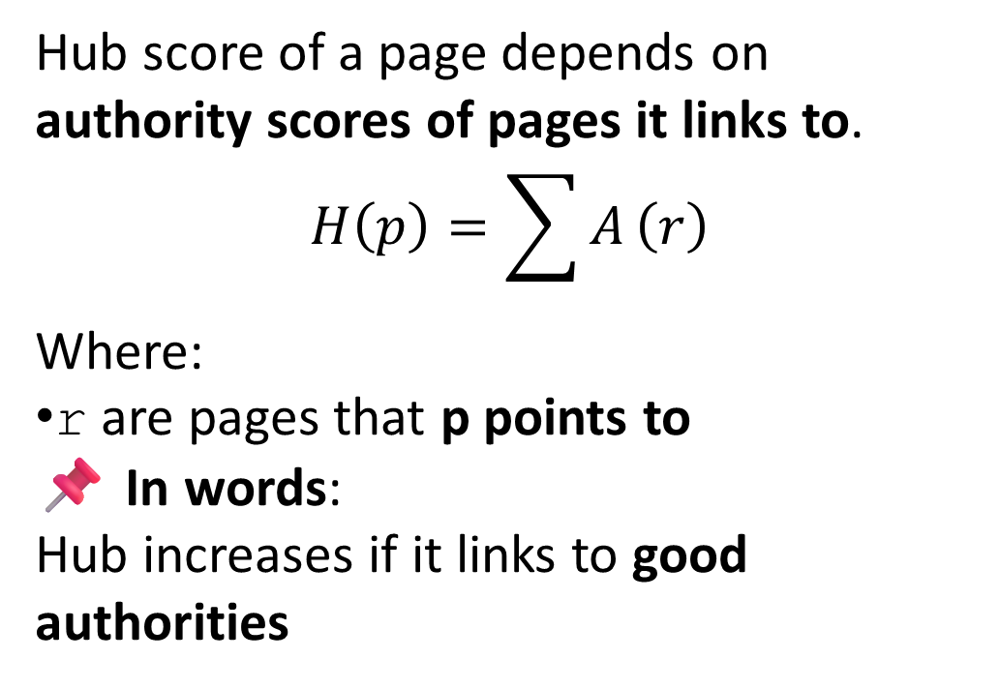 Hub score of a page depends on
authority scores of pages it links to.
H(p) = ∑ A (r)
Where:
•r are pages that p points to
📌 In words:
Hub increases if it links to good
authorities